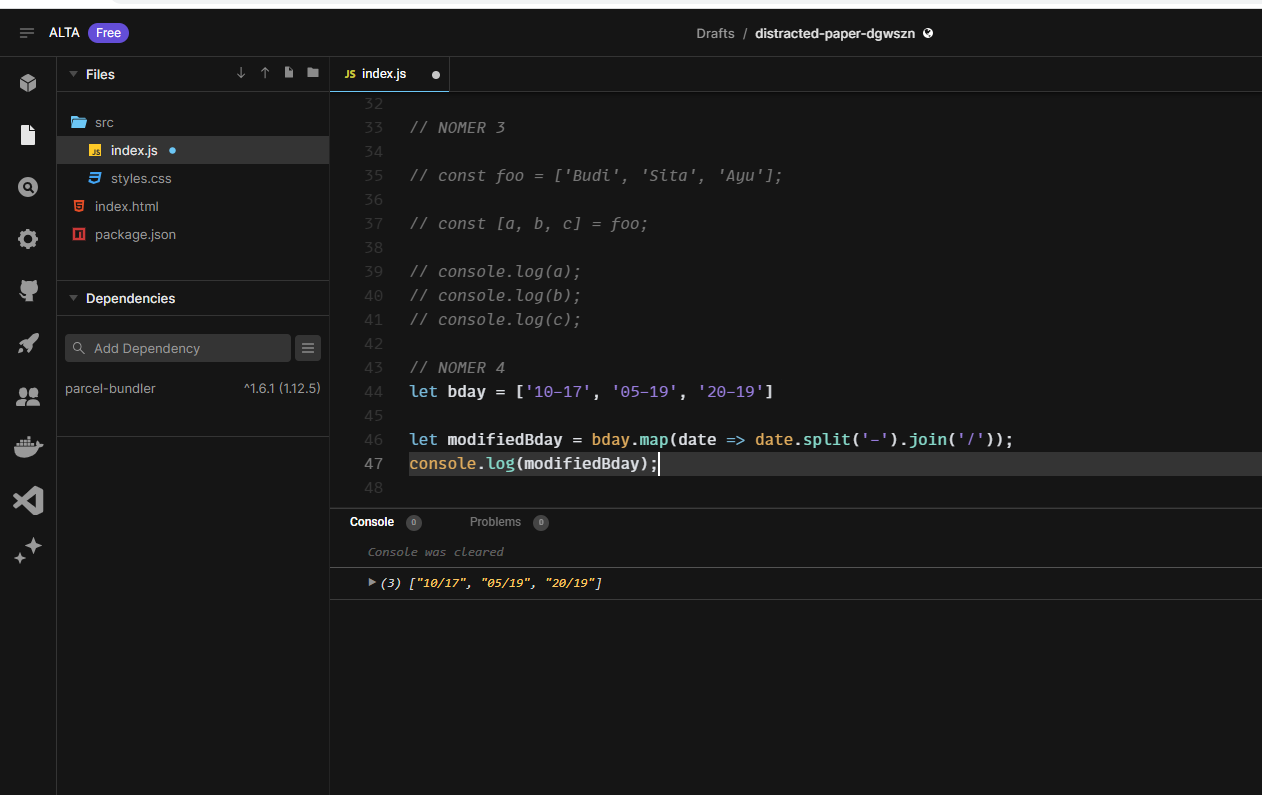 ALTA Free
Drafts / distracted-paper-dgwszn
Files
src
index.js
styles.css
index.html
package.json
Dependencies
Add Dependency
parcel-bundler ^1.6.1 (1.12.5)
JS index.js
32
33 // NOMER 3
34
35 // const foo = ['Budi', 'Sita', 'Ayu'];
36
37 // const [a, b, c] = foo;
38
39 // console.log(a);
40 // console.log(b);
41 // console.log(c);
42
43 // NOMER 4
44 let bday = ['10-17', '05-19', '20-19']
45
46 let modifiedBday = bday.map(date => date.split('-').join('/'));
47 console.log(modifiedBday);
48
Console 0 Problems 0
Console was cleared
(3) ["10/17", "05/19", "20/19"]